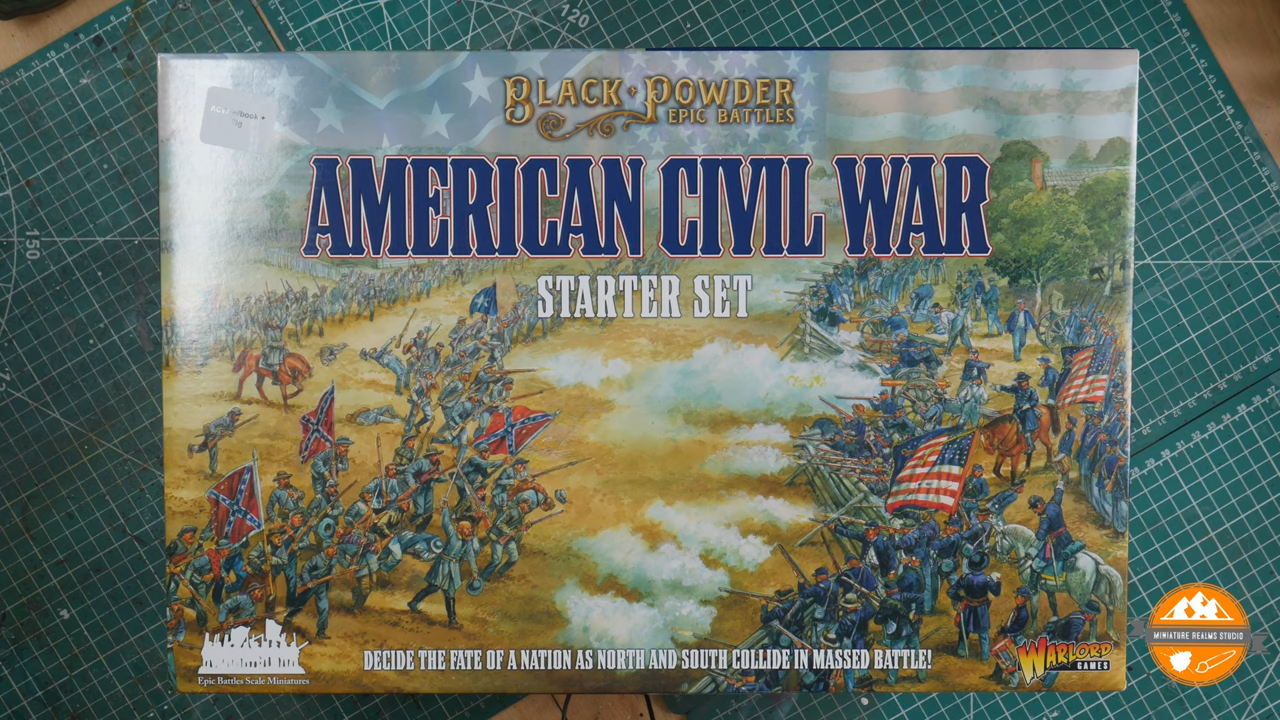 120
150
BLACK POWDER
EPIC BATTLES
AMERICAN CIVIL WAR
STARTER SET
Epic Battles Scale Miniatures
DECIDE THE FATE OF A NATION AS NORTH AND SOUTH COLLIDE IN MASSED BATTLE!
WARLORD
GAMES
MINIATURE REALMS STUDIO